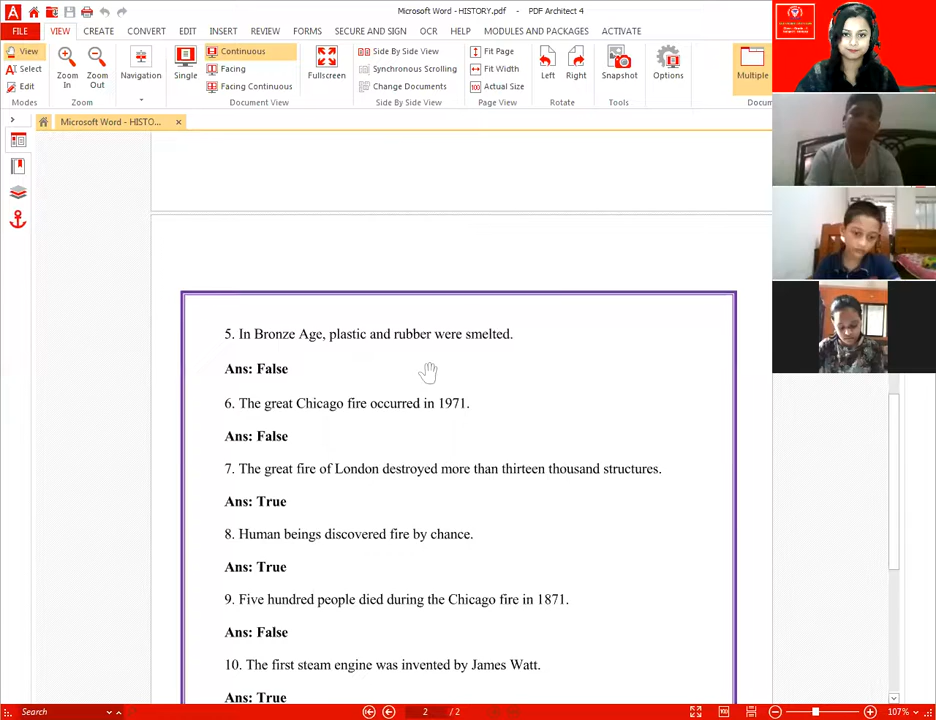 Microsoft Word - HISTORY.pdf - PDF Architect 4
FILE VIEW CREATE CONVERT EDIT INSERT REVIEW FORMS SECURE AND SIGN OCR HELP MODULES AND PACKAGES ACTIVATE
View
Select
Edit
Modes
Zoom In
Zoom Out
Zoom
Navigation
Single
Continuous
Facing
Facing Continuous
Document View
Fullscreen
Side By Side View
Synchronous Scrolling
Change Documents
Side By Side
Fit Page
Fit Width
Actual Size
Page View
Left
Right
Rotate
Snapshot
Tools
Options
Multiple
Docum
Microsoft Word - HISTO...
5. In Bronze Age, plastic and rubber were smelted.
Ans: False
6. The great Chicago fire occurred in 1971.
Ans: False
7. The great fire of London destroyed more than thirteen thousand structures.
Ans: True
8. Human beings discovered fire by chance.
Ans: True
9. Five hundred people died during the Chicago fire in 1871.
Ans: False
10. The first steam engine was invented by James Watt.
Ans: True
Search
2 / 2
107%